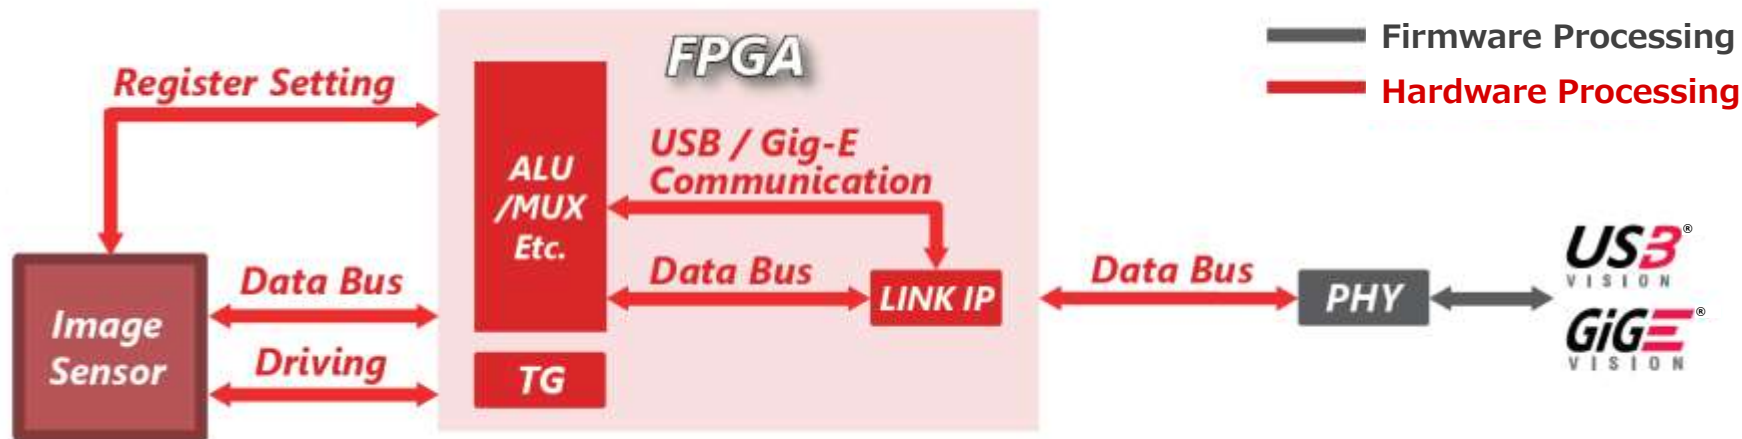 FPGA
Firmware Processing
Hardware Processing
Register Setting
USB / Gig-E
Communication
ALU
/MUX
Etc.
Data Bus
Data Bus
Data Bus
LINK IP
PHY
USB®
VISION
Image
Sensor
Driving
TG
GiGE®
VISION